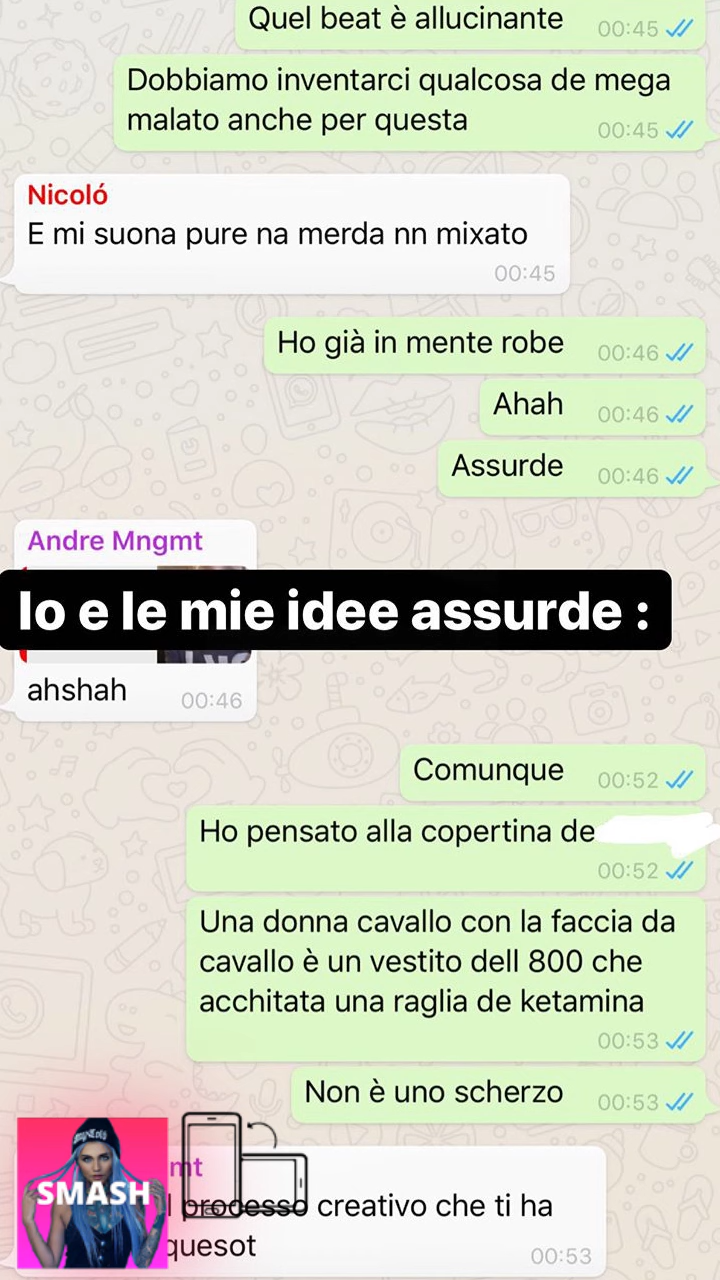 Quel beat è allucinante
00:45
Dobbiamo inventarci qualcosa de mega
malato anche per questa
00:45
Nicoló
E mi suona pure na merda nn mixato
00:45
Ho già in mente robe
00:46
Ahah
00:46
Assurde
00:46
Andre Mngmt
Io e le mie idee assurde :
ahshah
00:46
Comunque
00:52
Ho pensato alla copertina de
00:52
Una donna cavallo con la faccia da
cavallo è un vestito dell 800 che
acchitata una raglia de ketamina
00:53
Non è uno scherzo
00:53
SMASH
mt
l processo creativo che ti ha
quesot
00:53